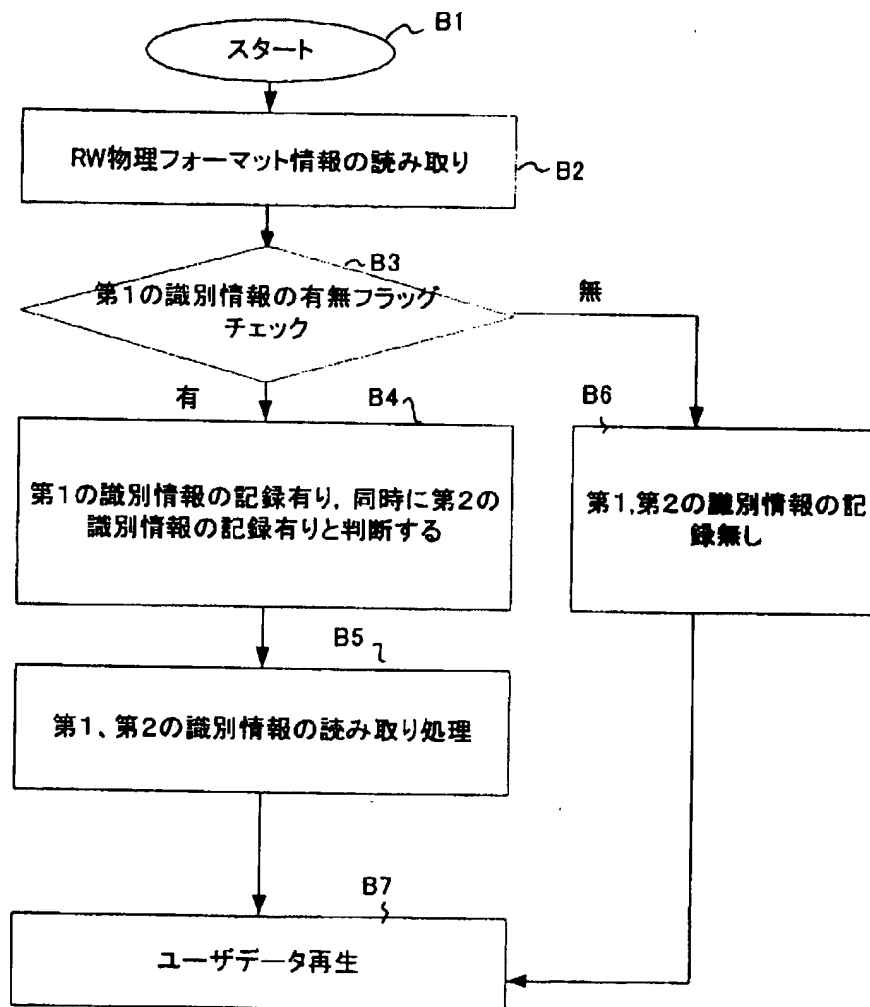 B1
スタート
RW物理フォーマット情報の読み取り
B2
B3
第1の識別情報の有無フラッグ
チェック
無
有
B4
第1の識別情報の記録有り, 同時に第2の
識別情報の記録有りと判断する
B6
第1,第2の識別情報の記
録無し
B5
第1、第2の識別情報の読み取り処理
B7
ユーザデータ再生